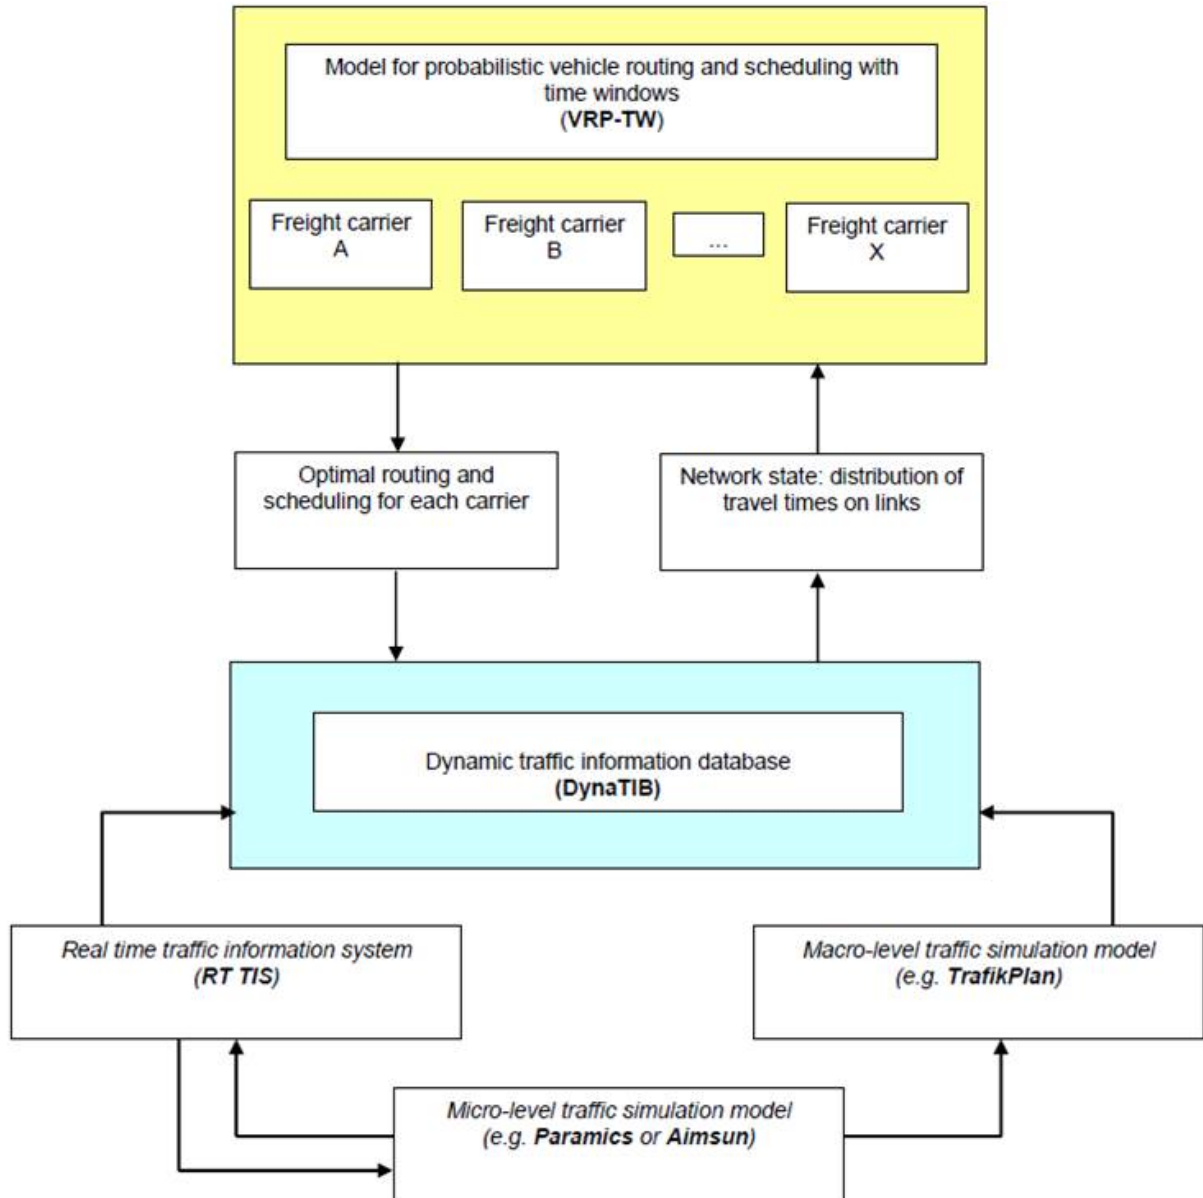 Model for probabilistic vehicle routing and scheduling with
time windows
(VRP-TW)
Freight carrier
A
Freight carrier
B
...
Freight carrier
X
Optimal routing and
scheduling for each carrier
Network state: distribution of
travel times on links
Dynamic traffic information database
(DynaTIB)
Real time traffic information system
(RT TIS)
Macro-level traffic simulation model
(e.g. TrafikPlan)
Micro-level traffic simulation model
(e.g. Paramics or Aimsun)